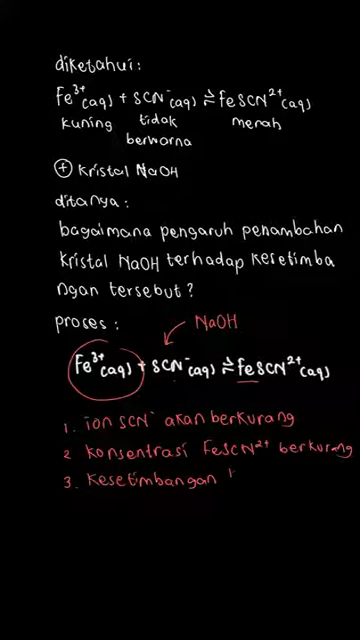 diketahui:
Fe³⁺(aq) + SCN⁻(aq) ⇌ FeSCN²⁺(aq)
kuning tidak berwarna merah
⊕ kristal NaOH
ditanya:
bagaimana pengaruh penambahan
kristal NaOH terhadap kesetimba
ngan tersebut?
proses:
NaOH
Fe³⁺(aq) + SCN⁻(aq) ⇌ FeSCN²⁺(aq)
1. ion SCN⁻ akan berkurang
2. konsentrasi FeSCN²⁺ berkurang
3. Kesetimbangan